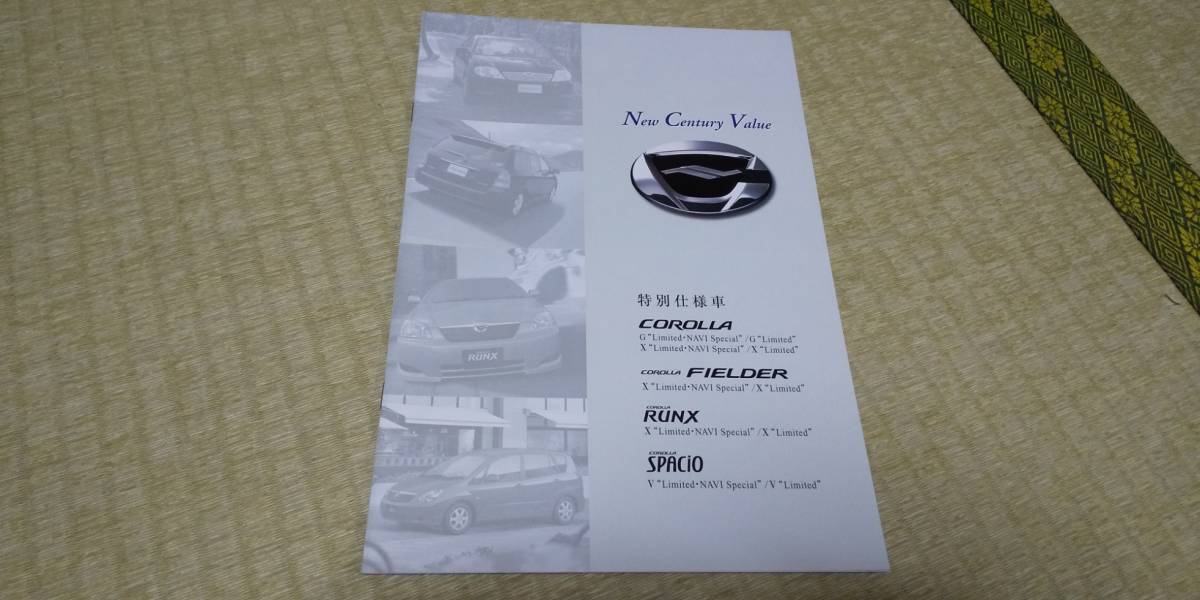 New Century Value
特別仕様車
COROLLA
G "Limited・NAVI Special" /G "Limited"
X "Limited・NAVI Special" /X "Limited"
COROLLA FIELDER
X "Limited・NAVI Special" /X "Limited"
COROLLA
RUNX
X "Limited・NAVI Special" /X "Limited"
COROLLA
SPACiO
V "Limited・NAVI Special" /V "Limited"
RUNX